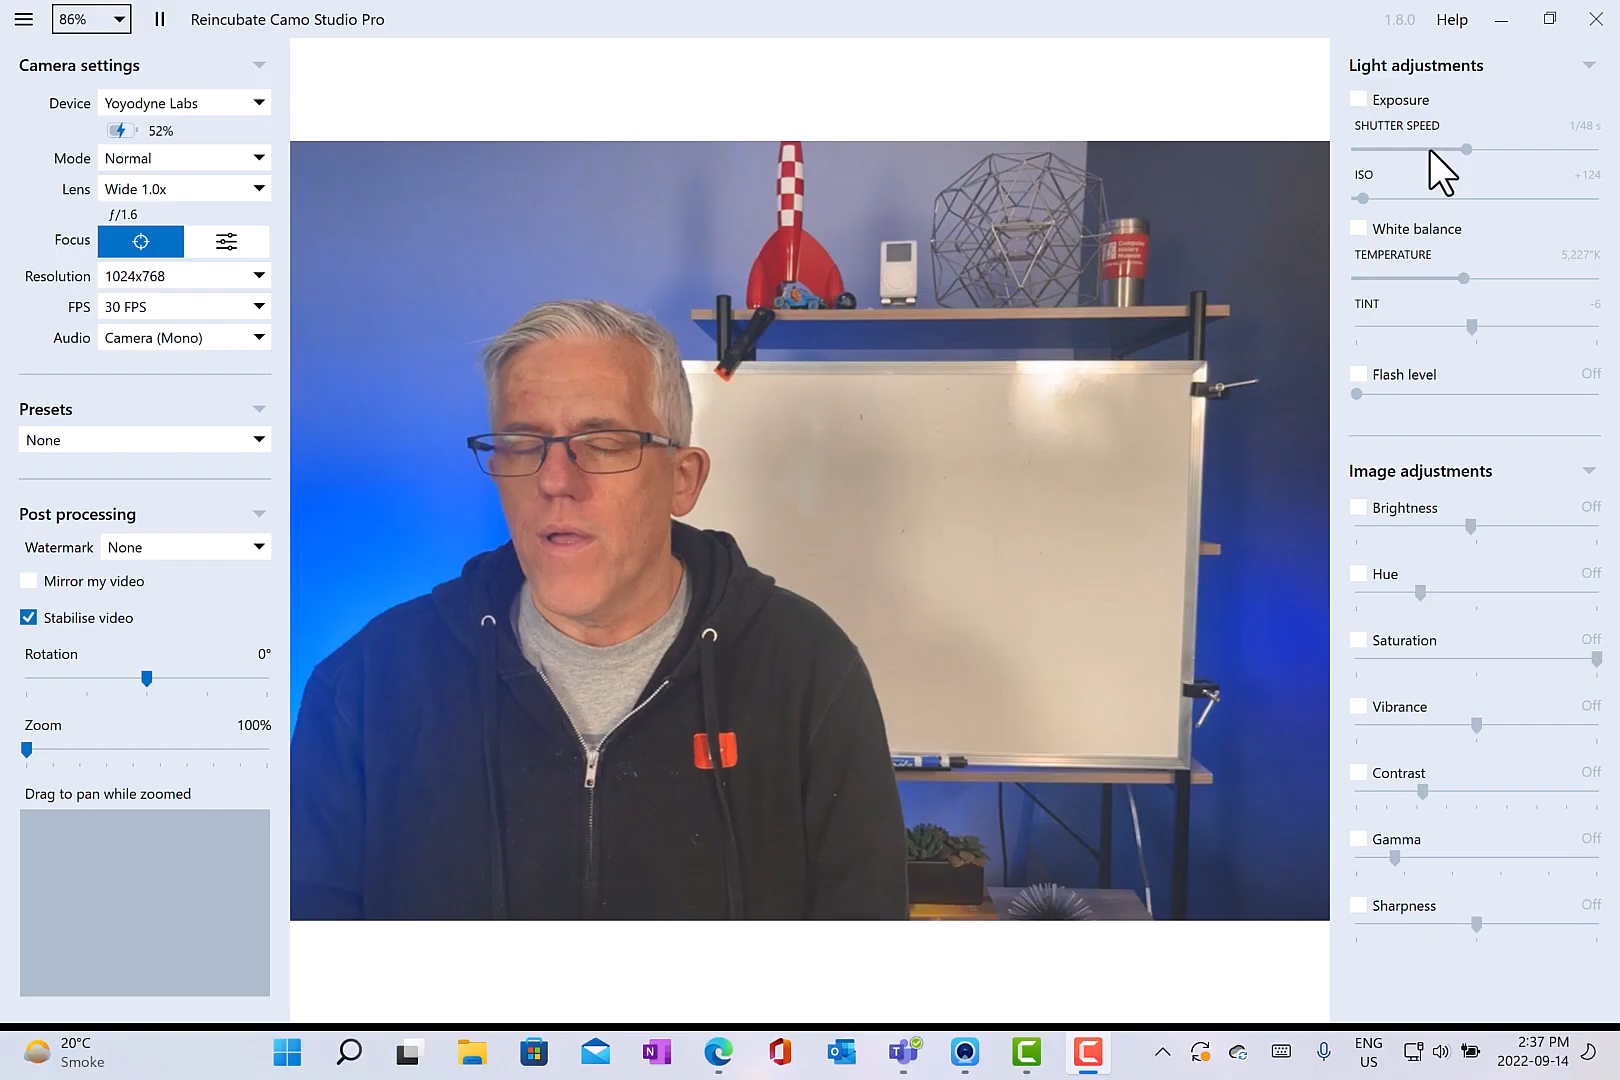 86%
Reincubate Camo Studio Pro
1.8.0
Help
Camera settings
Device
Yoyodyne Labs
52%
Mode
Normal
Lens
Wide 1.0x
ƒ/1.6
Focus
Resolution
1024x768
FPS
30 FPS
Audio
Camera (Mono)
Presets
None
Post processing
Watermark
None
Mirror my video
Stabilise video
Rotation
0°
Zoom
100%
Drag to pan while zoomed
Computer
History
Museum
Light adjustments
Exposure
SHUTTER SPEED
1/48 s
ISO
+124
White balance
TEMPERATURE
5,227°K
TINT
-6
Flash level
Off
Image adjustments
Brightness
Off
Hue
Off
Saturation
Off
Vibrance
Off
Contrast
Off
Gamma
Off
Sharpness
Off
20°C
Smoke
ENG
US
2:37 PM
2022-09-14